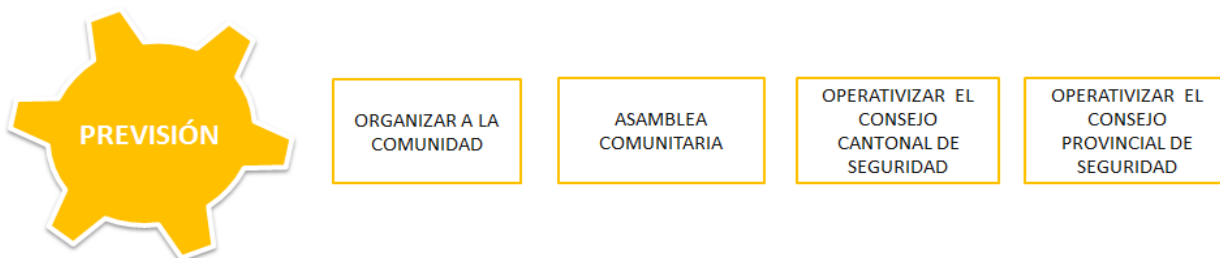 PREVISIÓN
ORGANIZAR A LA
COMUNIDAD
ASAMBLEA
COMUNITARIA
OPERATIVIZAR EL
CONSEJO
CANTONAL DE
SEGURIDAD
OPERATIVIZAR EL
CONSEJO
PROVINCIAL DE
SEGURIDAD